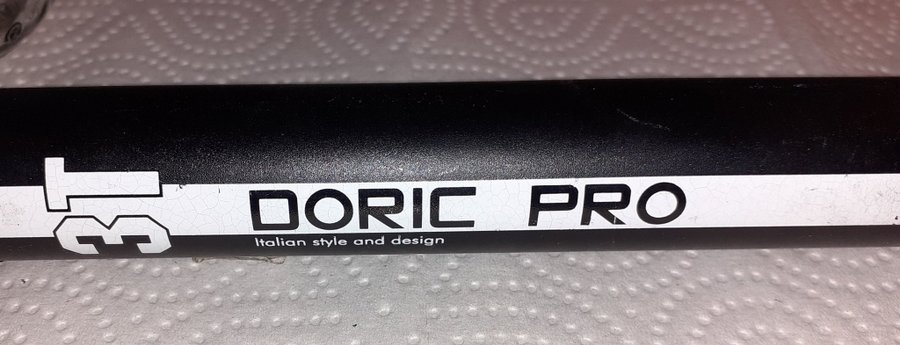 3T
DORIC PRO
Italian style and design